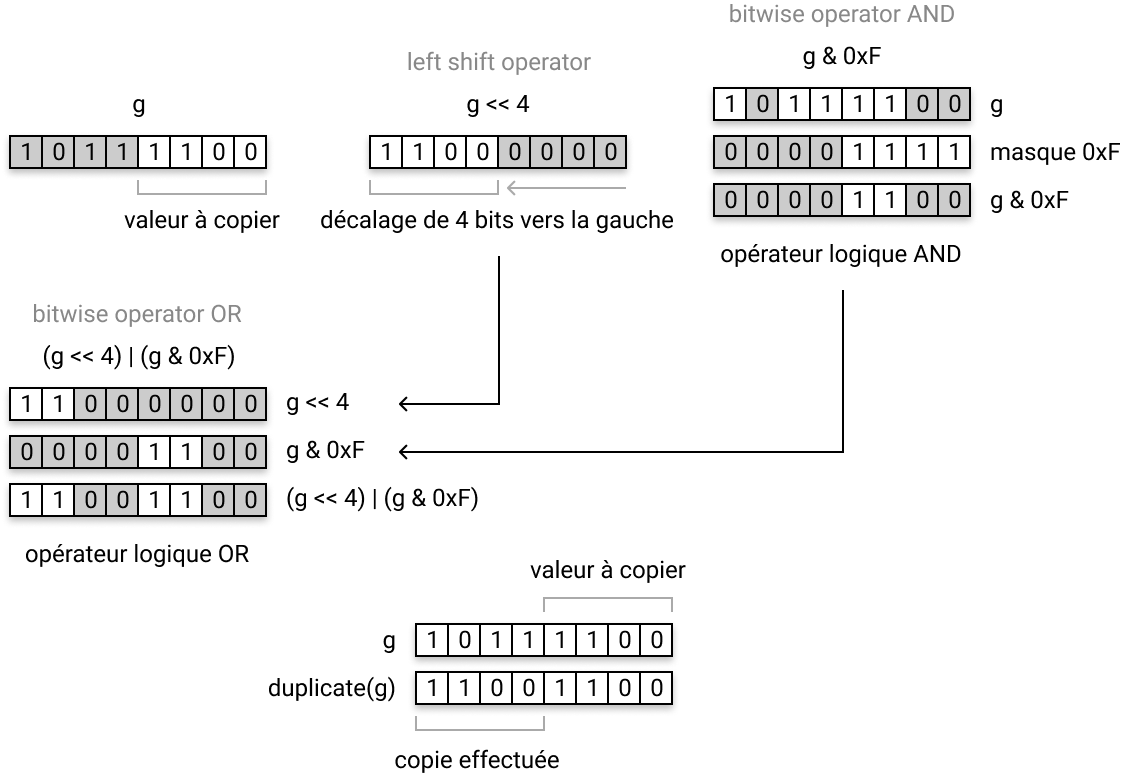 bitwise operator AND
g & 0xF
1 0 1 1 1 1 0 0 g
0 0 0 0 1 1 1 1 masque 0xF
0 0 0 0 1 1 0 0 g & 0xF
opérateur logique AND
left shift operator
g << 4
1 1 0 0 0 0 0 0
décalage de 4 bits vers la gauche
g
1 0 1 1 1 1 0 0
valeur à copier
bitwise operator OR
(g << 4) | (g & 0xF)
1 1 0 0 0 0 0 0 g << 4
0 0 0 0 1 1 0 0 g & 0xF
1 1 0 0 1 1 0 0 (g << 4) | (g & 0xF)
opérateur logique OR
valeur à copier
g 1 0 1 1 1 1 0 0
duplicate(g) 1 1 0 0 1 1 0 0
copie effectuée